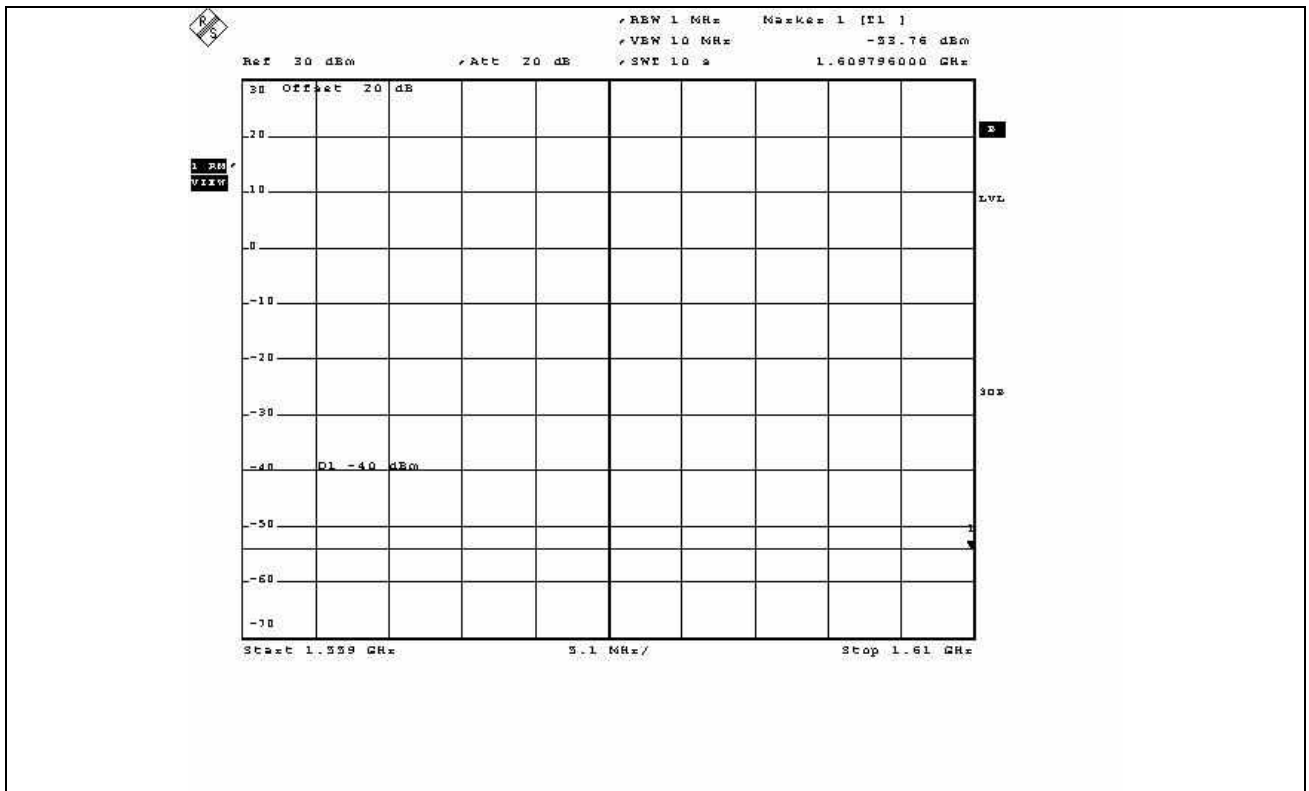 R S
RBW 1 MHz Marker 1 [T1 ]
VBW 10 MHz -53.76 dBm
Ref 30 dBm Att 20 dB SWT 10 s 1.609796000 GHz
30 Offset 20 dB
20
B
1 RM
VIEW
10
LVL
0
-10
-20
3DB
-30
-40 D1 -40 dBm
-50
1
-60
-70
Start 1.559 GHz 5.1 MHz/ Stop 1.61 GHz